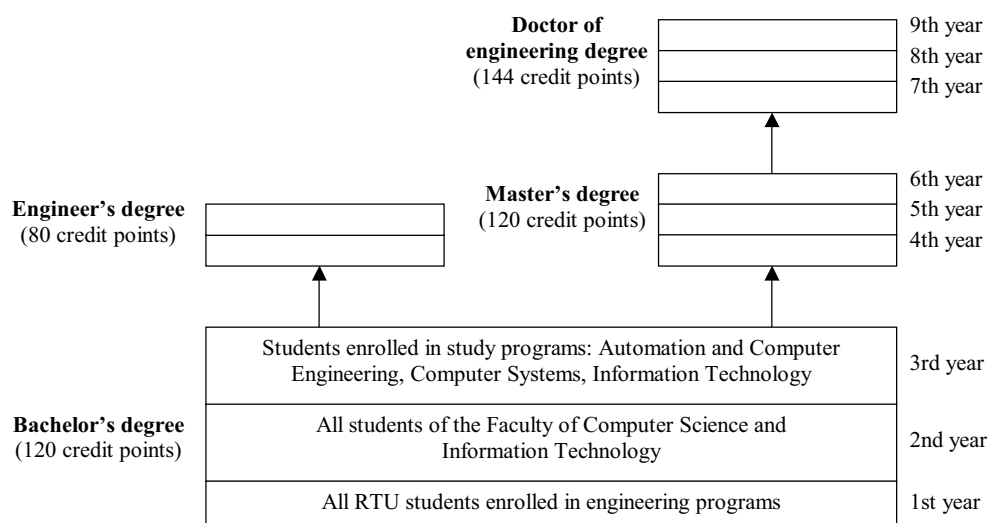 Doctor of
engineering degree
(144 credit points)
9th year
8th year
7th year
Master’s degree
(120 credit points)
6th year
5th year
4th year
Engineer’s degree
(80 credit points)
Students enrolled in study programs: Automation and Computer
Engineering, Computer Systems, Information Technology
3rd year
Bachelor’s degree
(120 credit points)
All students of the Faculty of Computer Science and
Information Technology
2nd year
All RTU students enrolled in engineering programs
1st year